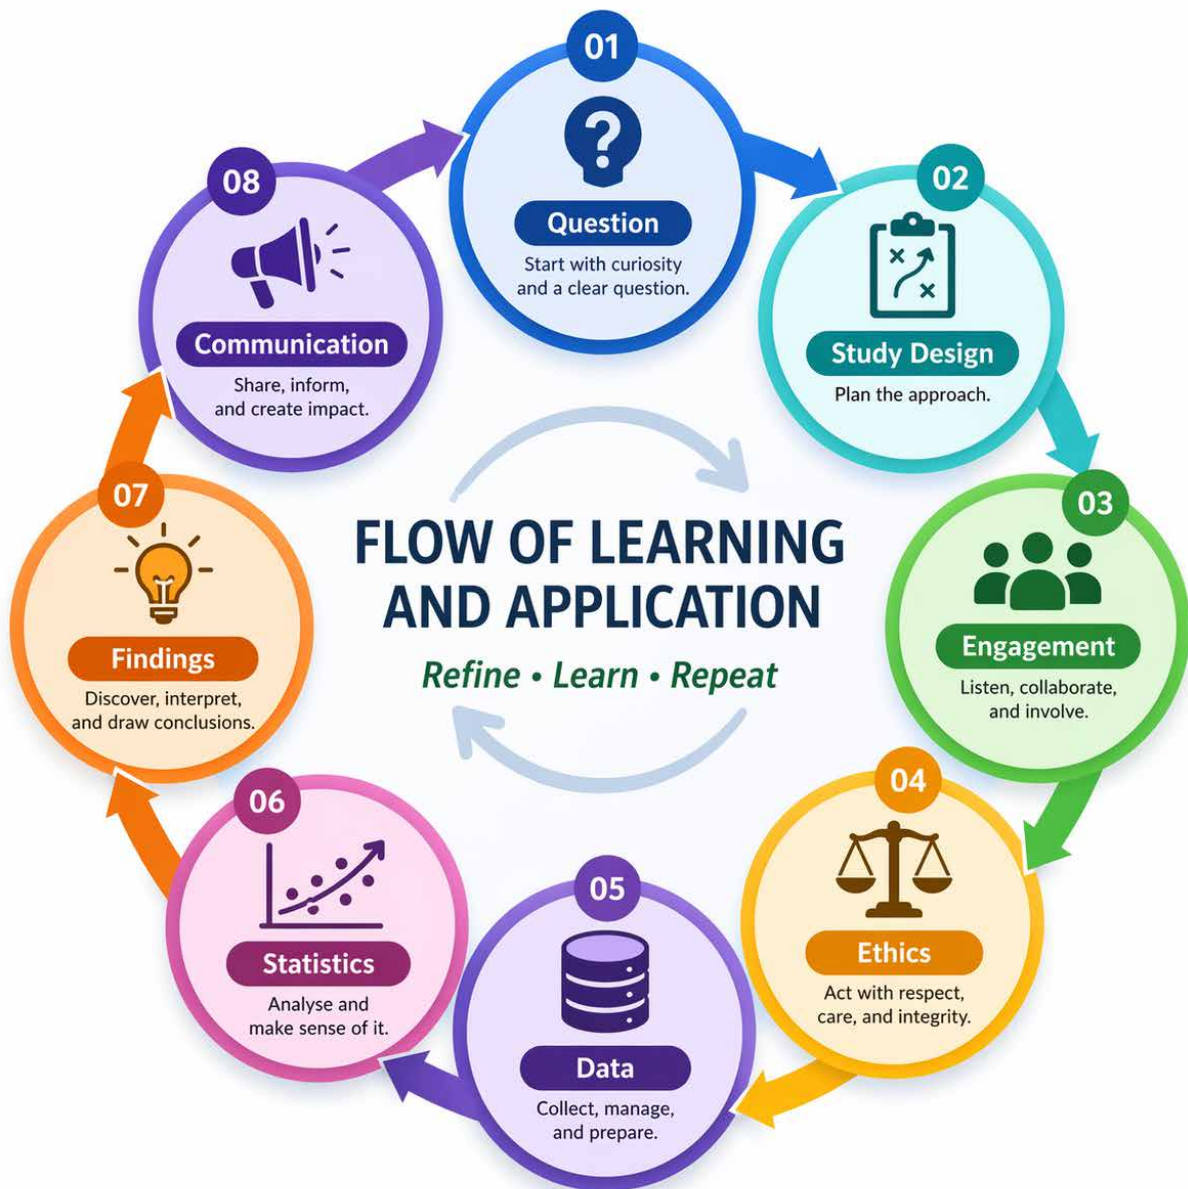 01
?
Question
Start with curiosity
and a clear question.
02
Study Design
Plan the approach.
03
Engagement
Listen, collaborate,
and involve.
04
Ethics
Act with respect,
care, and integrity.
05
Data
Collect, manage,
and prepare.
06
Statistics
Analyse and
make sense of it.
07
Findings
Discover, interpret,
and draw conclusions.
08
Communication
Share, inform,
and create impact.
FLOW OF LEARNING
AND APPLICATION
Refine • Learn • Repeat